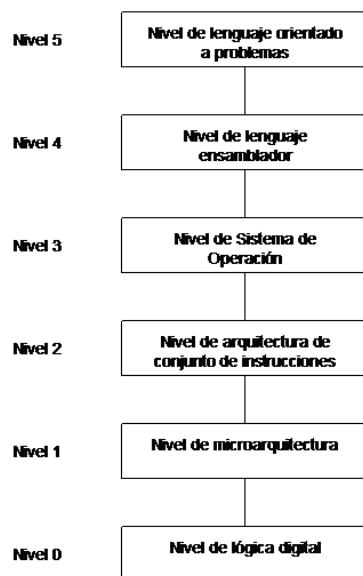 Nivel 5
Nivel de lenguaje orientado
a problemas
Nivel 4
Nivel de lenguaje
ensamblador
Nivel 3
Nivel de Sistema de
Operación
Nivel 2
Nivel de arquitectura de
conjunto de instrucciones
Nivel 1
Nivel de microarquitectura
Nivel 0
Nivel de lógica digital